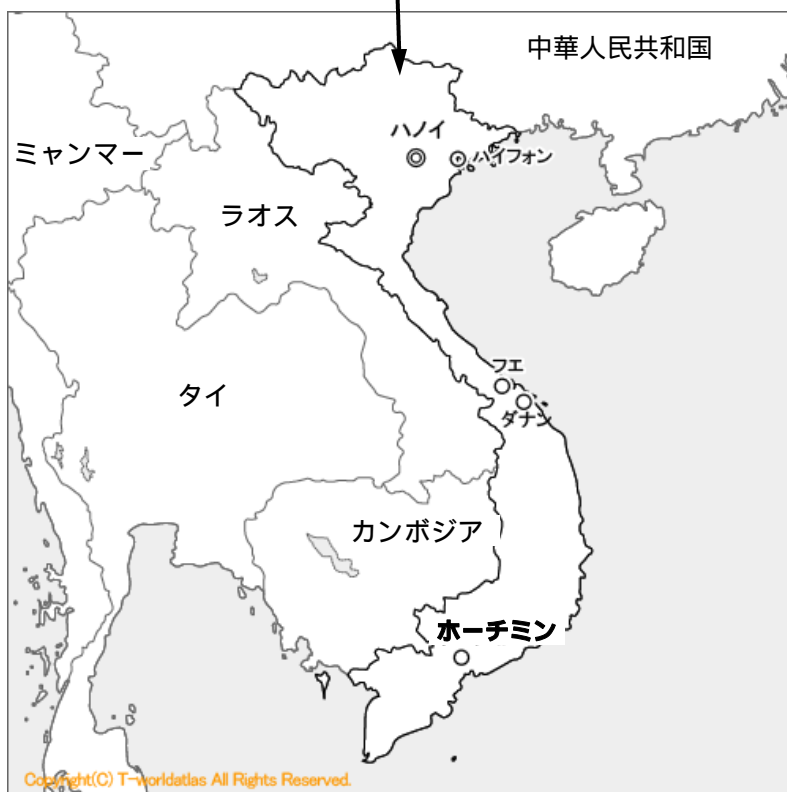 中華人民共和国
ハノイ
ミャンマー
ハイフォン
ラオス
フエ
タイ
ダナン
カンボジア
ホーチミン
Copyright(C) T-worldatlas All Rights Reserved.